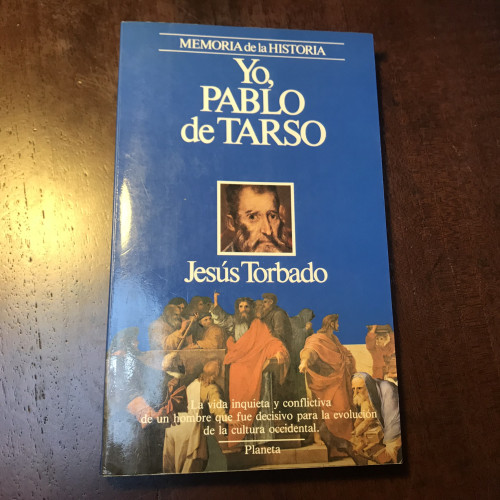 MEMORIA de la HISTORIA
Yo,
PABLO
de TARSO
Jesús Torbado
La vida inquieta y conflictiva
de un hombre que fue decisivo para la evolución
de la cultura occidental.
Planeta